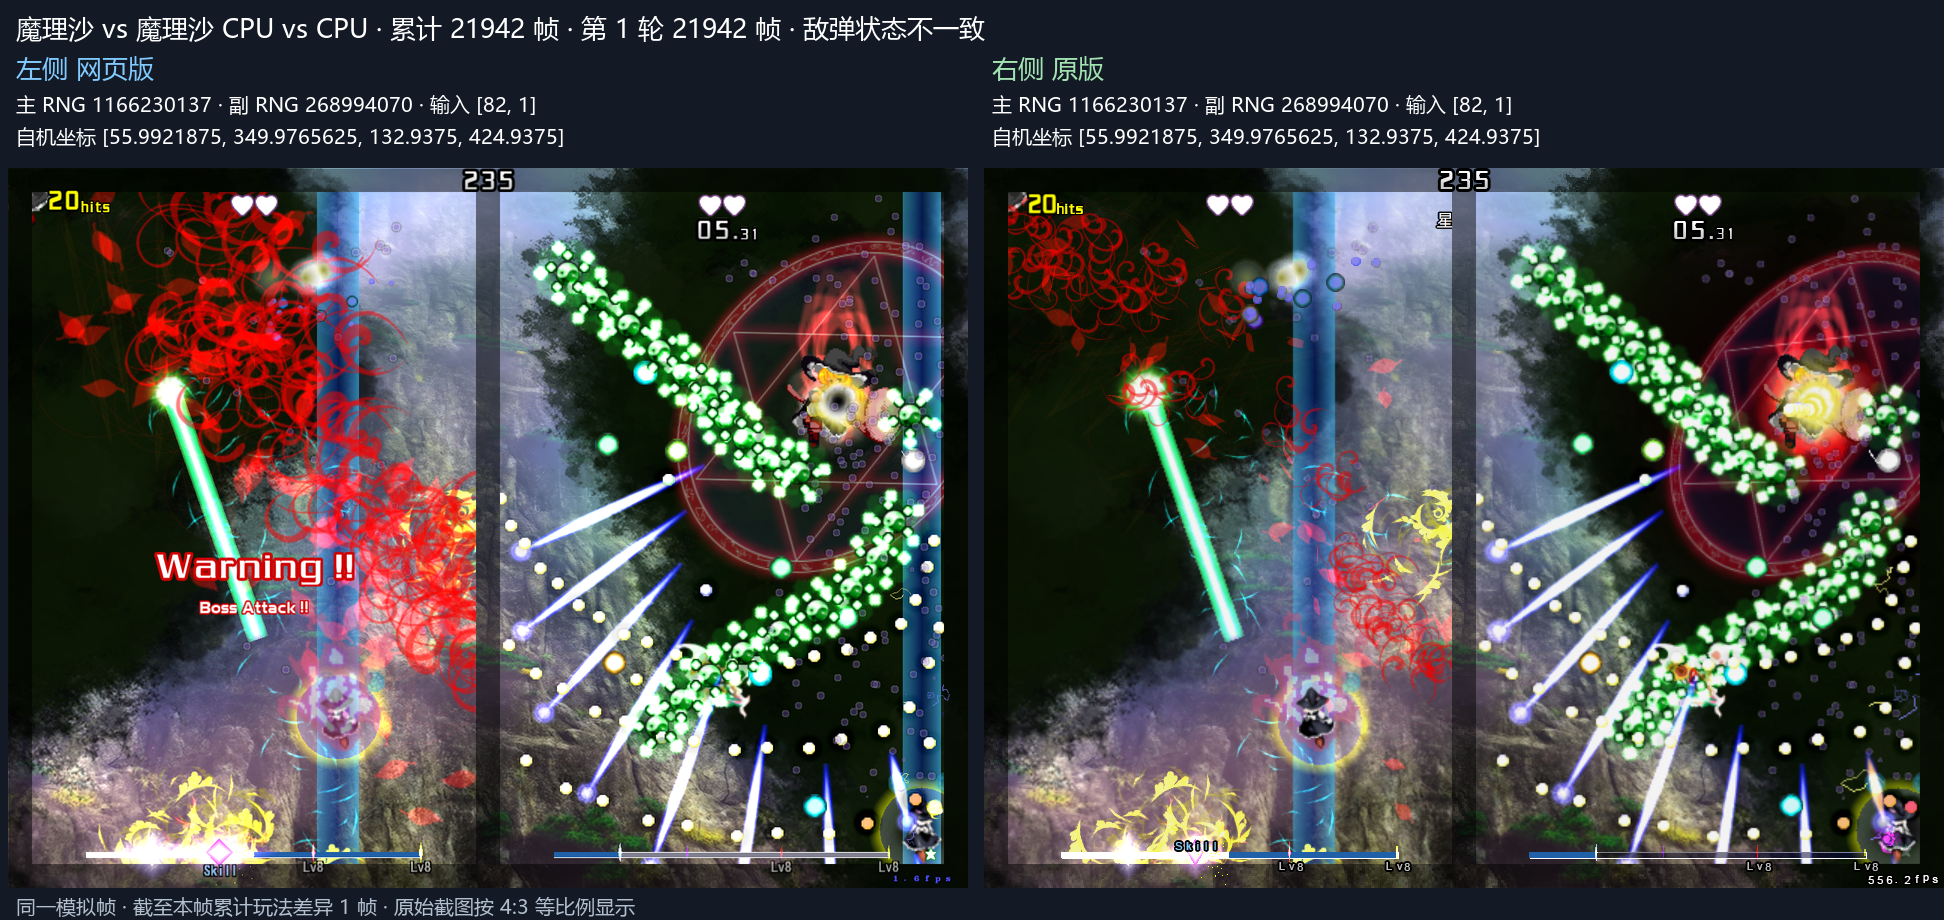 魔理沙 vs 魔理沙 CPU vs CPU · 累计 21942 帧 · 第 1 轮 21942 帧 · 敌弹状态不一致
左侧 网页版
主 RNG 1166230137 · 副 RNG 268994070 · 输入 [82, 1]
自机坐标 [55.9921875, 349.9765625, 132.9375, 424.9375]
右侧 原版
主 RNG 1166230137 · 副 RNG 268994070 · 输入 [82, 1]
自机坐标 [55.9921875, 349.9765625, 132.9375, 424.9375]
235
20hits
05.31
Warning !!
Boss Attack !!
Skill
Lv8
Lv8
Lv8
Lv8
1.6fps
235
20hits
星
05.31
Skill
Lv8
Lv8
Lv8
Lv8
556.2fps
同一模拟帧 · 截至本帧累计玩法差异 1 帧 · 原始截图按 4:3 等比例显示